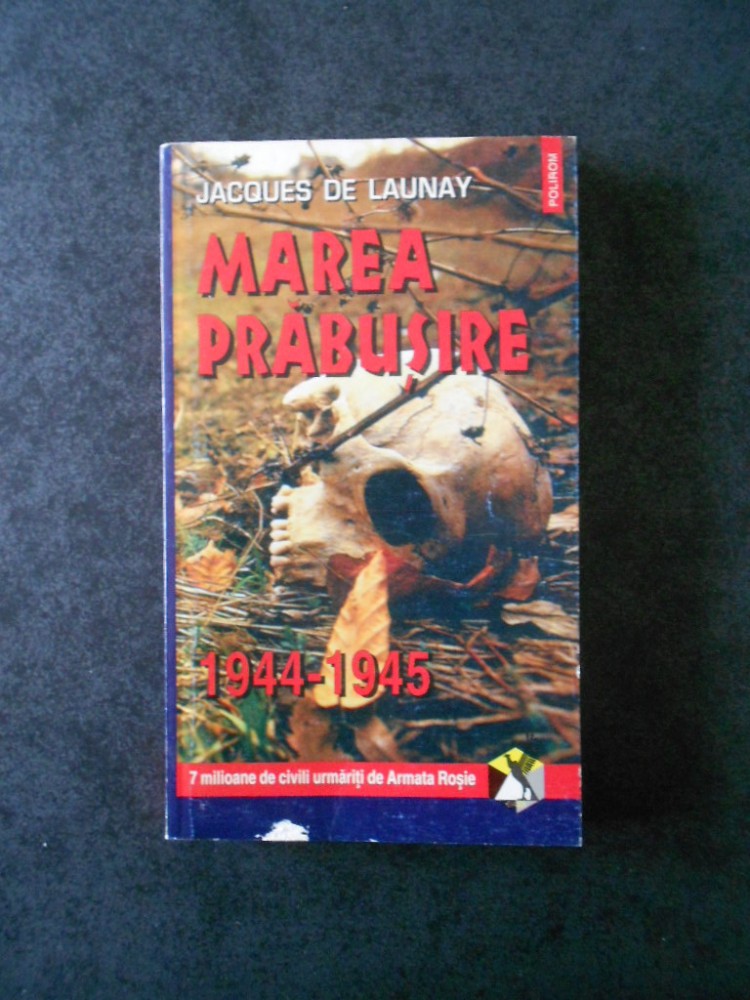 POLIROM
JACQUES DE LAUNAY
MAREA
PRĂBUȘIRE
1944-1945
7 milioane de civili urmăriți de Armata Roșie